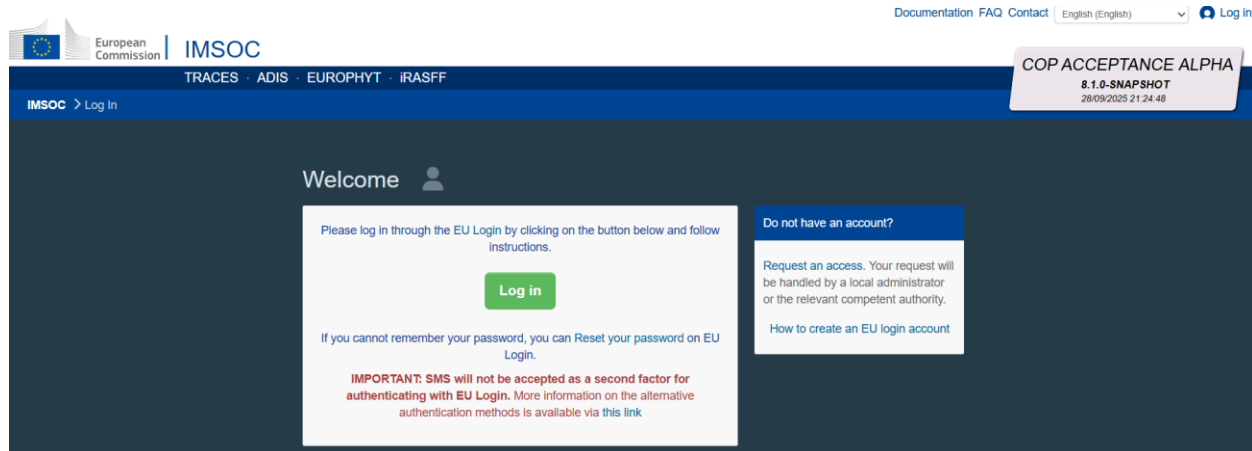 Documentation FAQ Contact English (English) Log in
European
Commission
IMSOC
TRACES · ADIS · EUROPHYT · iRASFF
COP ACCEPTANCE ALPHA
8.1.0-SNAPSHOT
28/09/2025 21:24:48
IMSOC > Log In
Welcome
Please log in through the EU Login by clicking on the button below and follow
instructions.
Log in
If you cannot remember your password, you can Reset your password on EU
Login.
IMPORTANT: SMS will not be accepted as a second factor for
authenticating with EU Login. More information on the alternative
authentication methods is available via this link
Do not have an account?
Request an access. Your request will
be handled by a local administrator
or the relevant competent authority.
How to create an EU login account